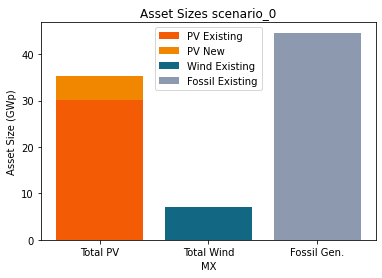 Asset Sizes scenario_0
PV Existing
PV New
Wind Existing
Fossil Existing
Asset Size (GWp)
40
30
20
10
0
Total PV
Total Wind
Fossil Gen.
MX